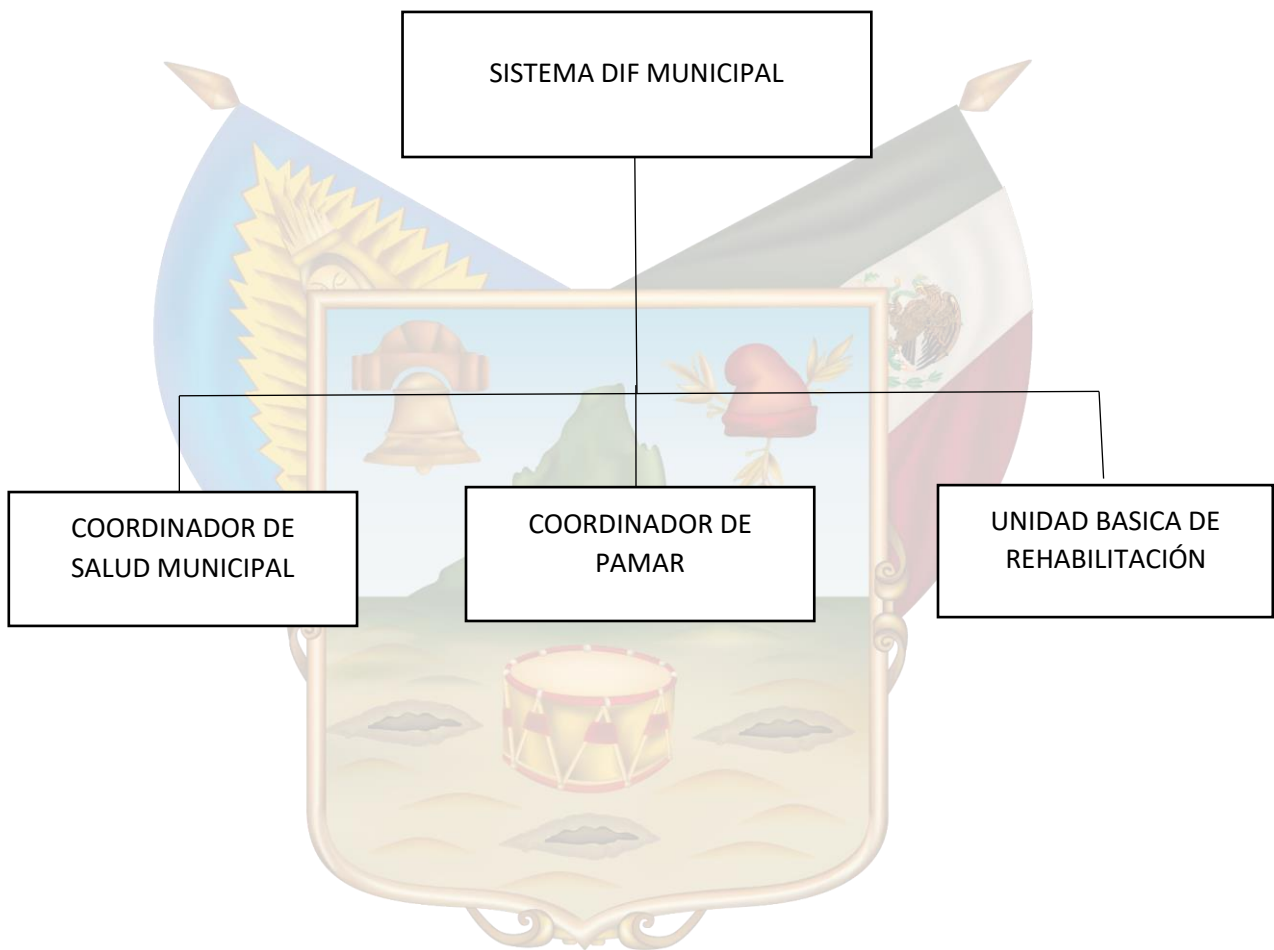 SISTEMA DIF MUNICIPAL
COORDINADOR DE
SALUD MUNICIPAL
COORDINADOR DE
PAMAR
UNIDAD BASICA DE
REHABILITACIÓN